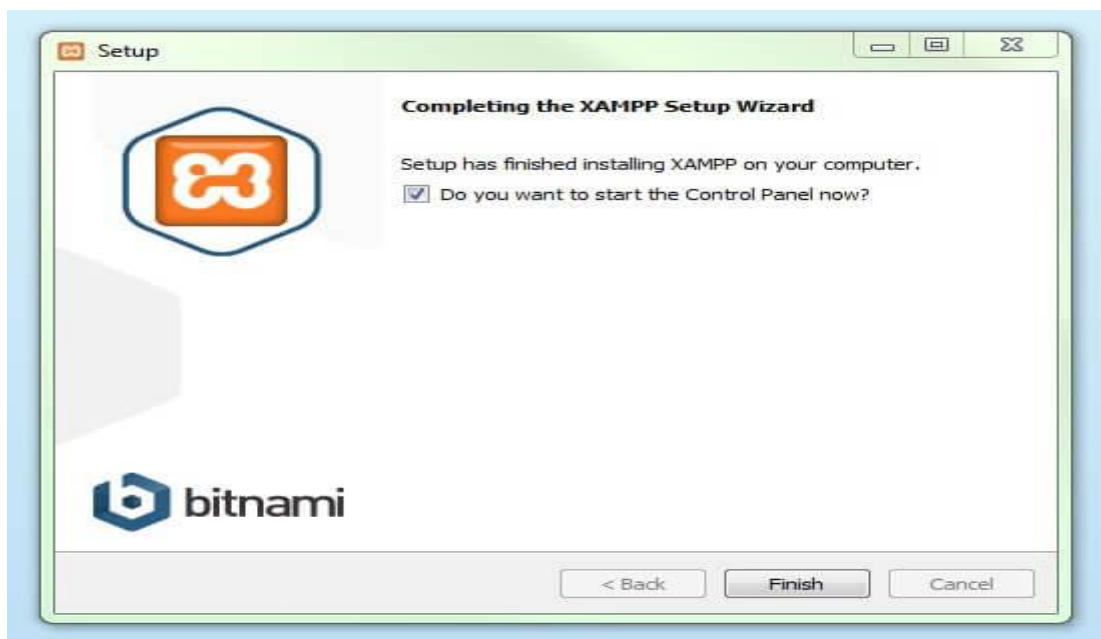 Setup
Completing the XAMPP Setup Wizard
Setup has finished installing XAMPP on your computer.
Do you want to start the Control Panel now?
bitnami
< Back
Finish
Cancel